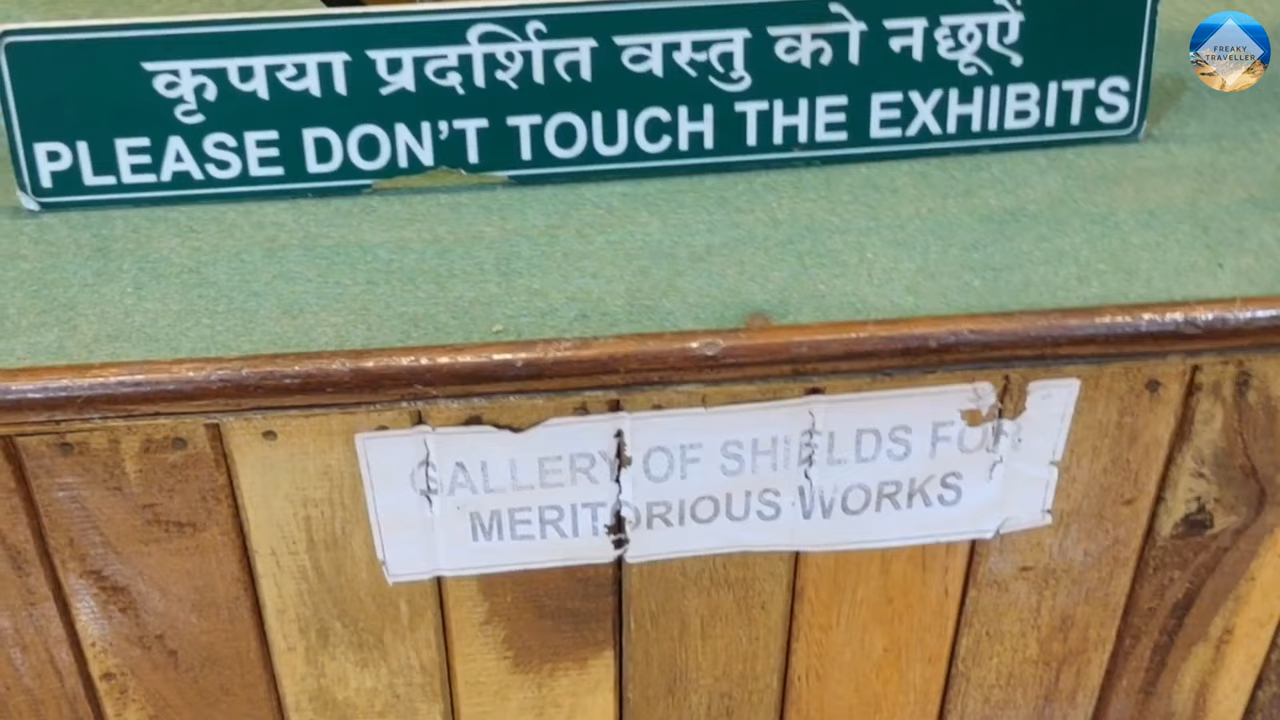 कृपया प्रदर्शित वस्तु को न छूऐं
PLEASE DON'T TOUCH THE EXHIBITS
FREAKY
TRAVELLER
GALLERY OF SHIELDS FOR
MERITORIOUS WORKS